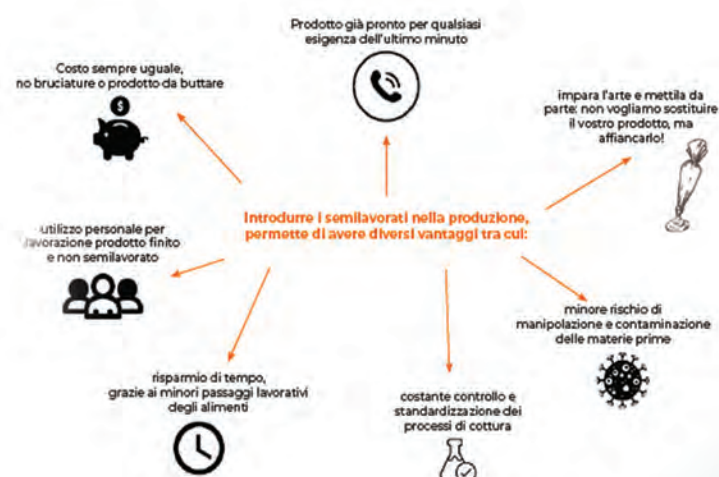 Prodotto già pronto per qualsiasi
esigenza dell'ultimo minuto
Costo sempre uguale,
no bruciature o prodotto da buttare
$
impara l'arte e mettila da
parte: non vogliamo sostituire
il vostro prodotto, ma
affiancarlo!
Introdurre i semilavorati nella produzione,
permette di avere diversi vantaggi tra cui:
utilizzo personale per
lavorazione prodotto finito
e non semilavorato
minore rischio di
manipolazione e contaminazione
delle materie prime
risparmio di tempo,
grazie ai minori passaggi lavorativi
degli alimenti
costante controllo e
standardizzazione dei
processi di cottura